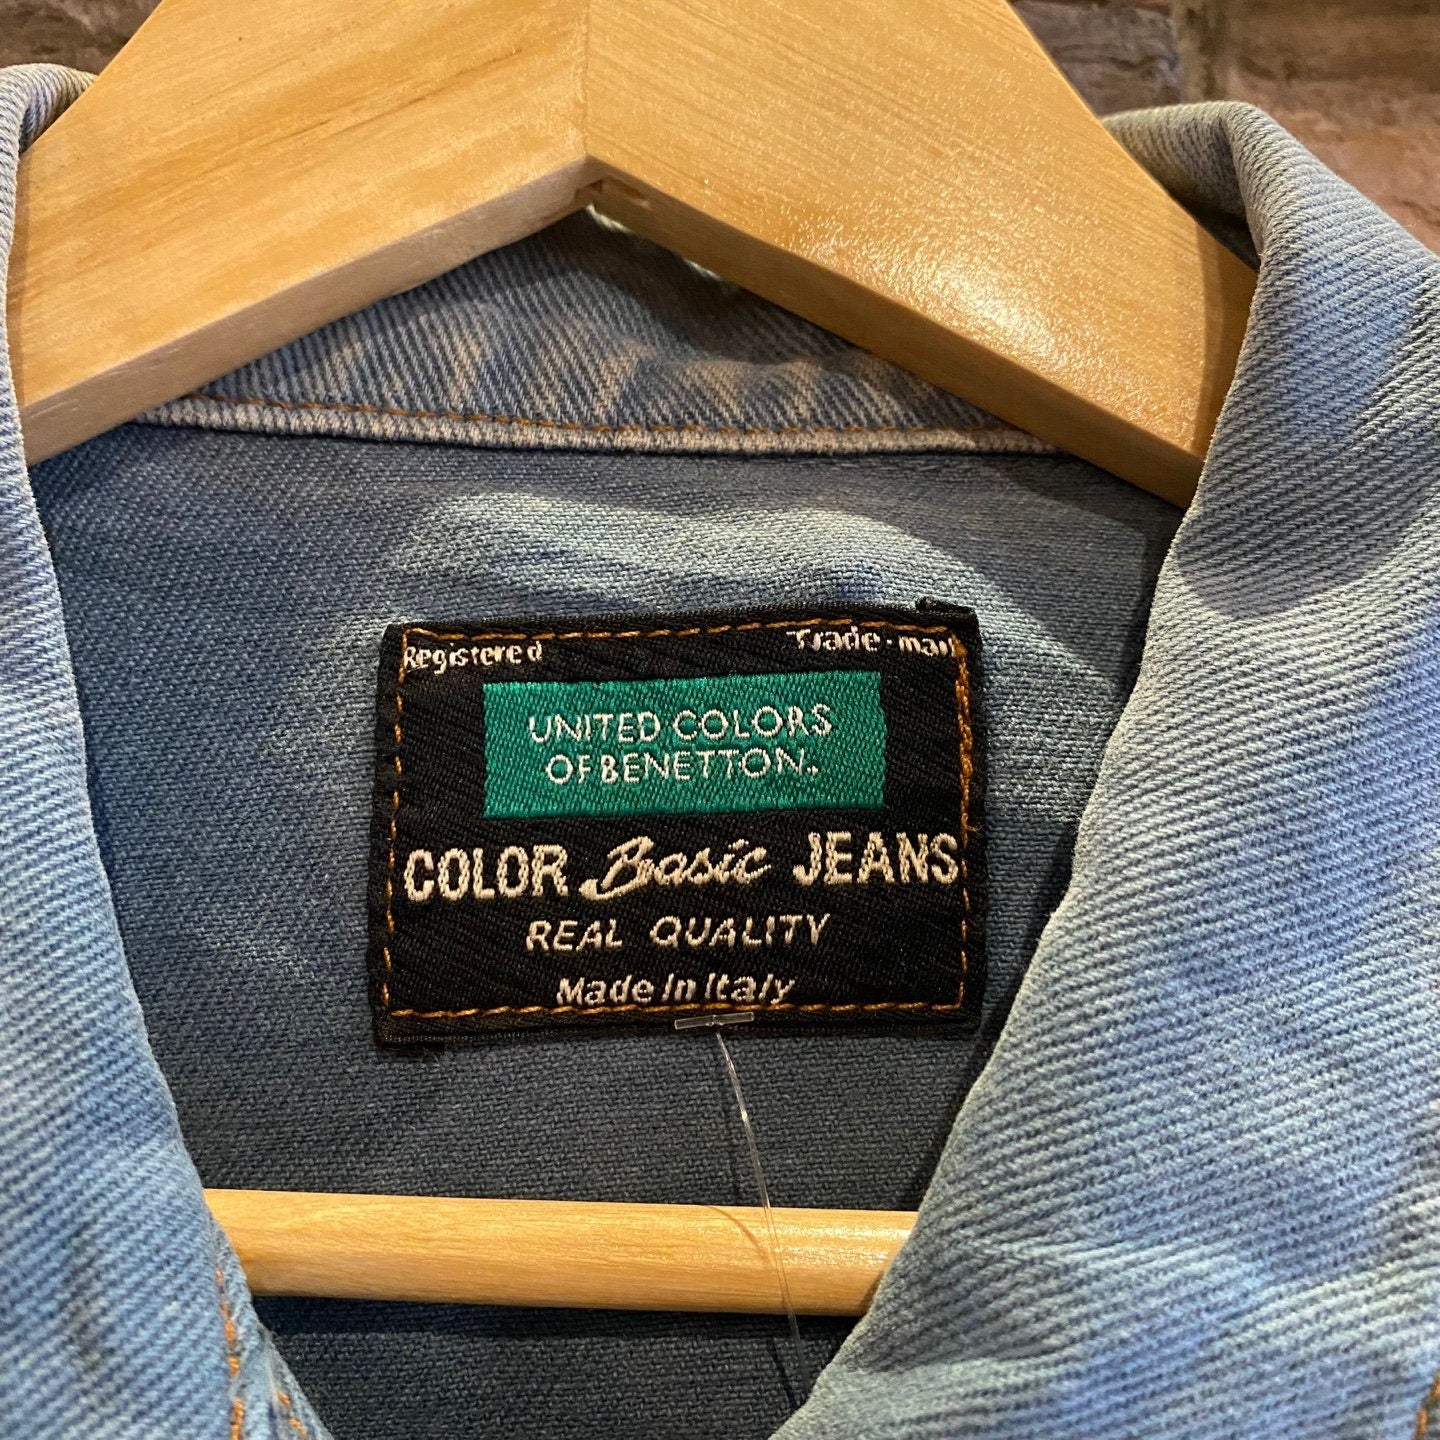 Registered Trade-mark
UNITED COLORS
OF BENETTON.
COLOR Basic JEANS
REAL QUALITY
Made in Italy